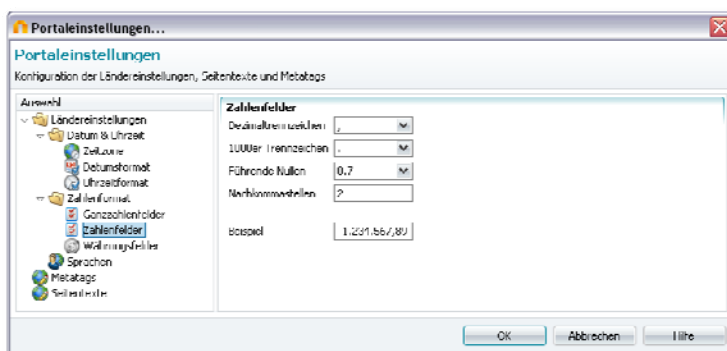 Portaleinstellungen...
Portaleinstellungen
Konfiguration der Ländereinstellungen, Seitentexte und Metatags
Auswahl
Ländereinstellungen
Datum & Uhrzeit
Zeitzone
Datumsformat
Uhrzeitformat
Zahlenformat
Ganzzahlenfelder
Zahlenfelder
Währungsfelder
Sprachen
Metatags
Seitentexte
Zahlenfelder
Dezimaltrennzeichen ,
1000er Trennzeichen .
Führende Nullen 0.7
Nachkommastellen 2
Beispiel 1.234.567,89
OK Abbrechen Hilfe